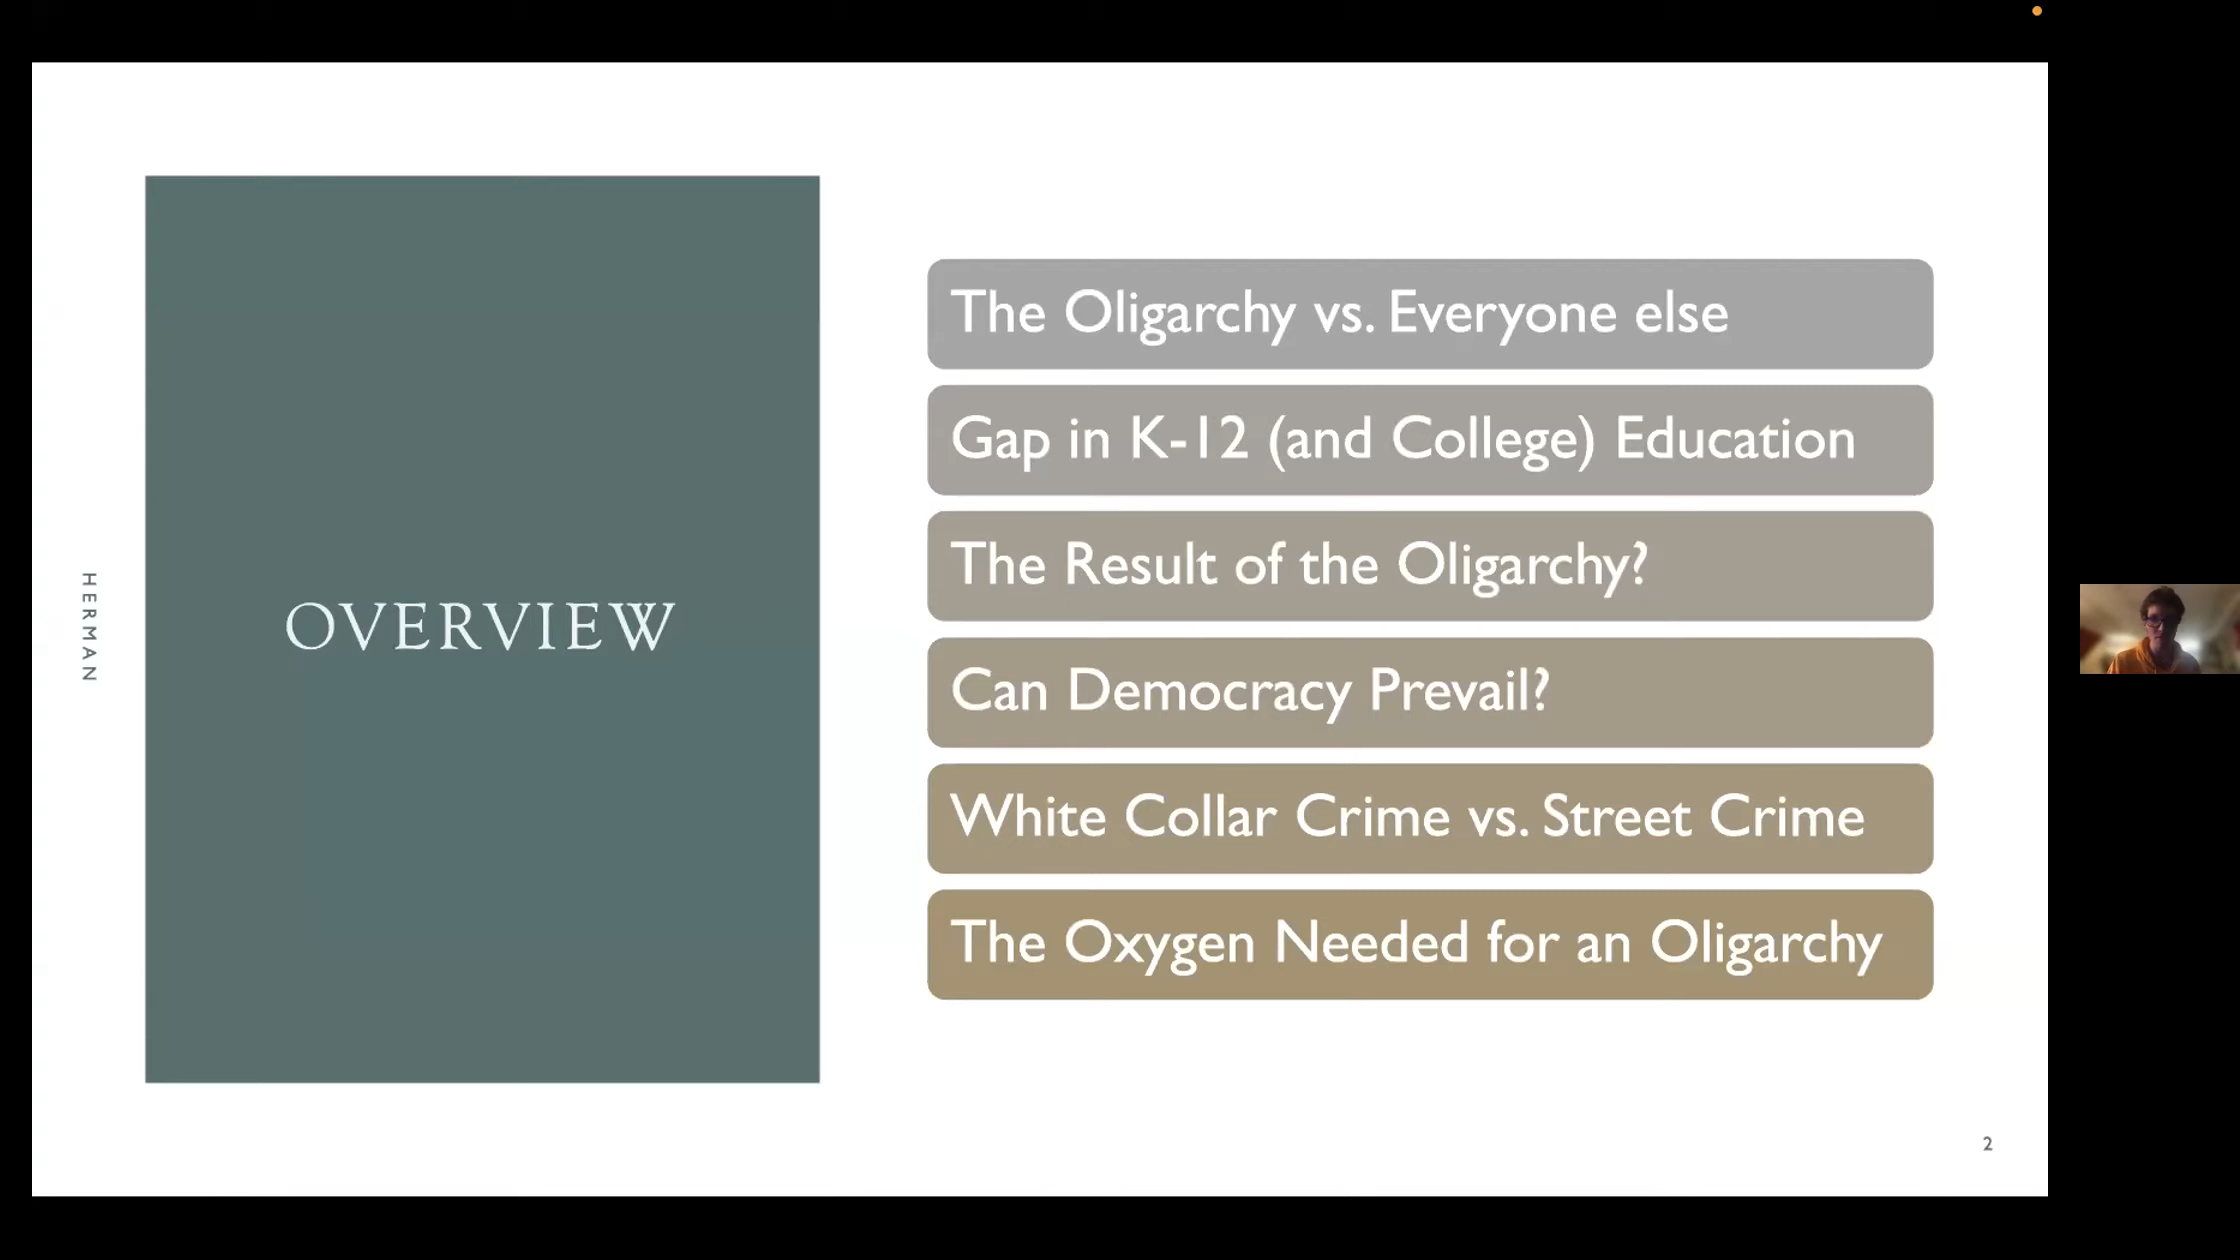 HERMAN
OVERVIEW
The Oligarchy vs. Everyone else
Gap in K-12 (and College) Education
The Result of the Oligarchy?
Can Democracy Prevail?
White Collar Crime vs. Street Crime
The Oxygen Needed for an Oligarchy
2